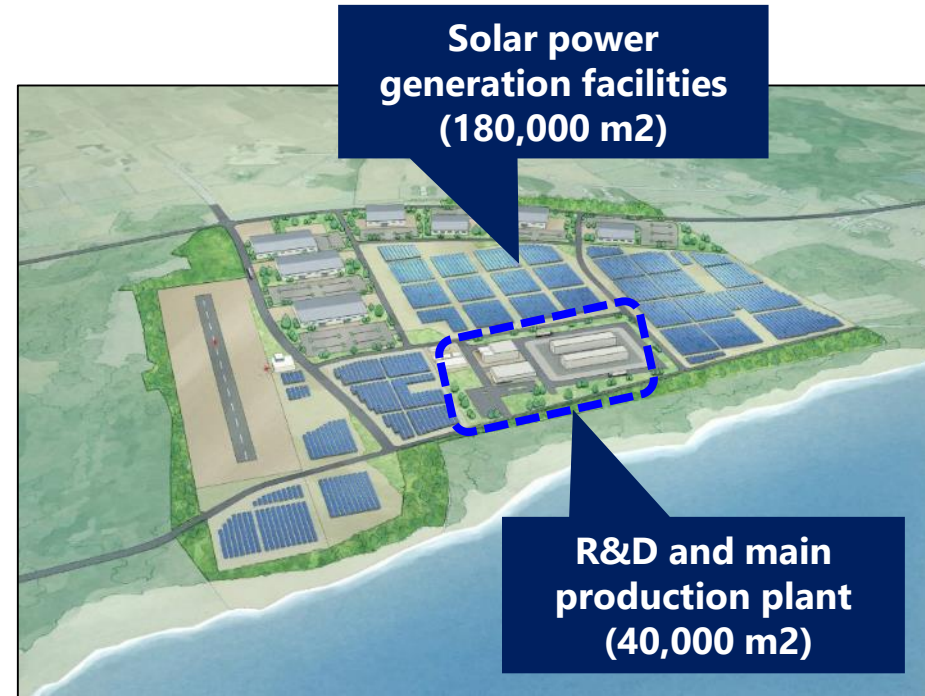 Solar power
generation facilities
(180,000 m2)
R&D and main
production plant
(40,000 m2)